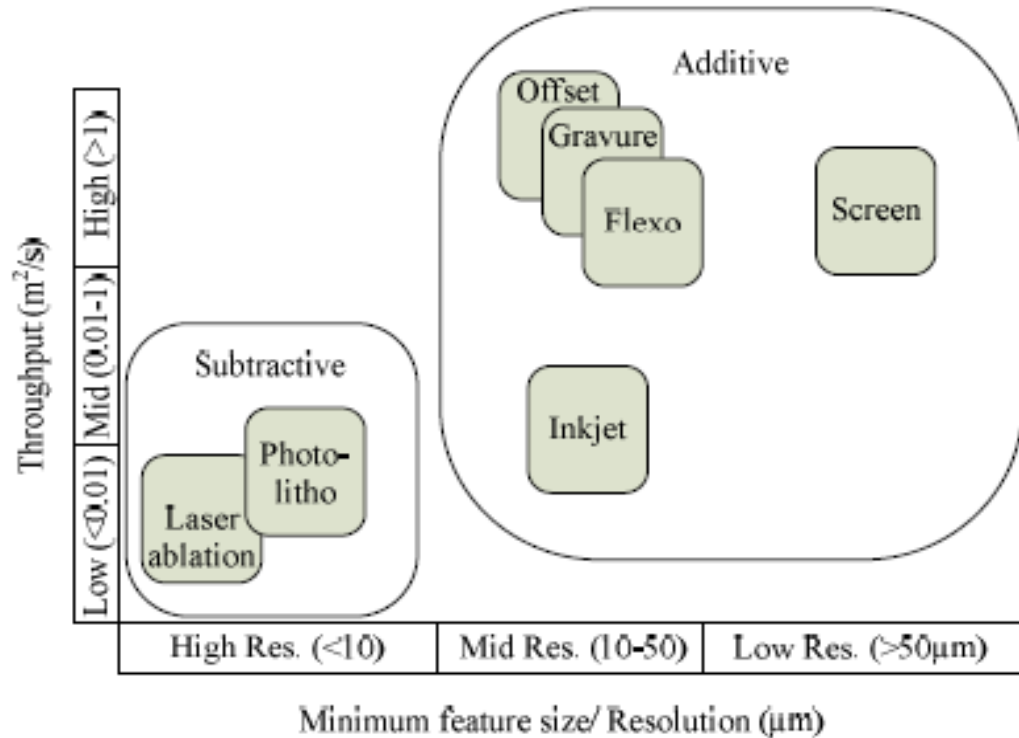 Additive
Offset
Gravure
Flexo
Screen
Inkjet
Subtractive
Photo-
litho
Laser
ablation
Throughput (m²/s)
High (>1)
Mid (0.01-1)
Low (<0.01)
High Res. (<10)
Mid Res. (10-50)
Low Res. (>50μm)
Minimum feature size/ Resolution (μm)